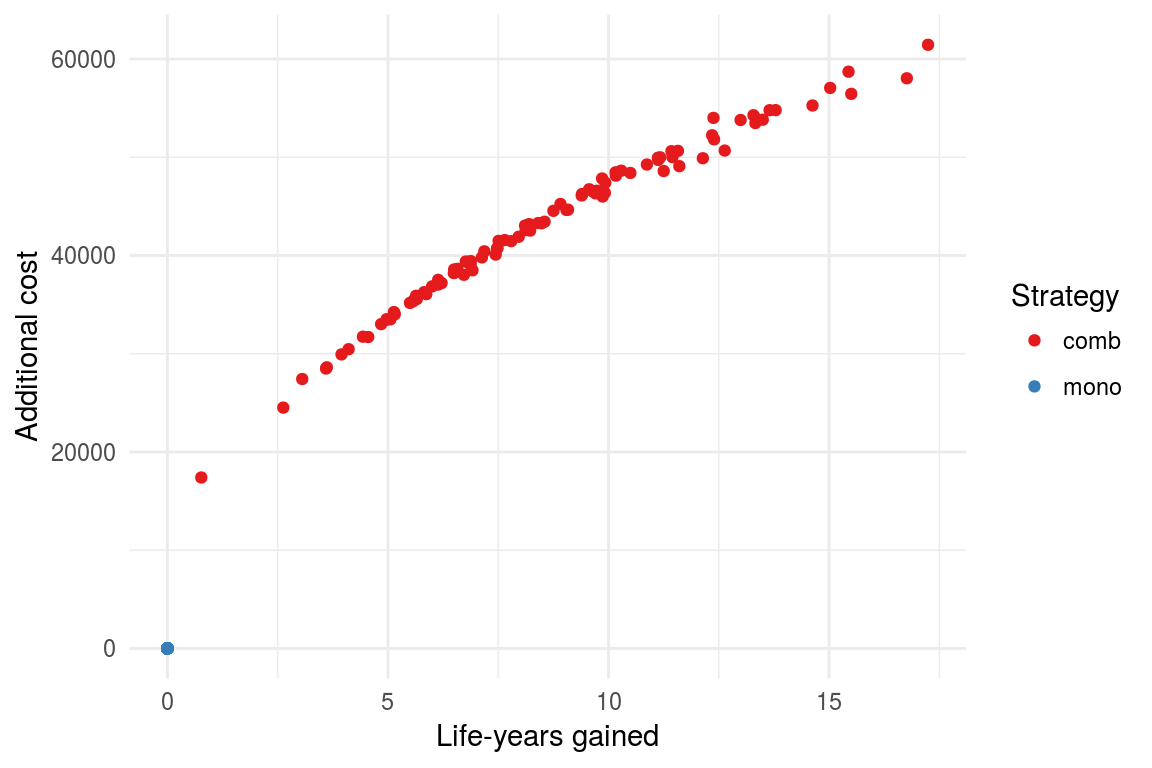 60000
40000
20000
0
0 5 10 15
Additional cost
Life-years gained
Strategy
comb
mono